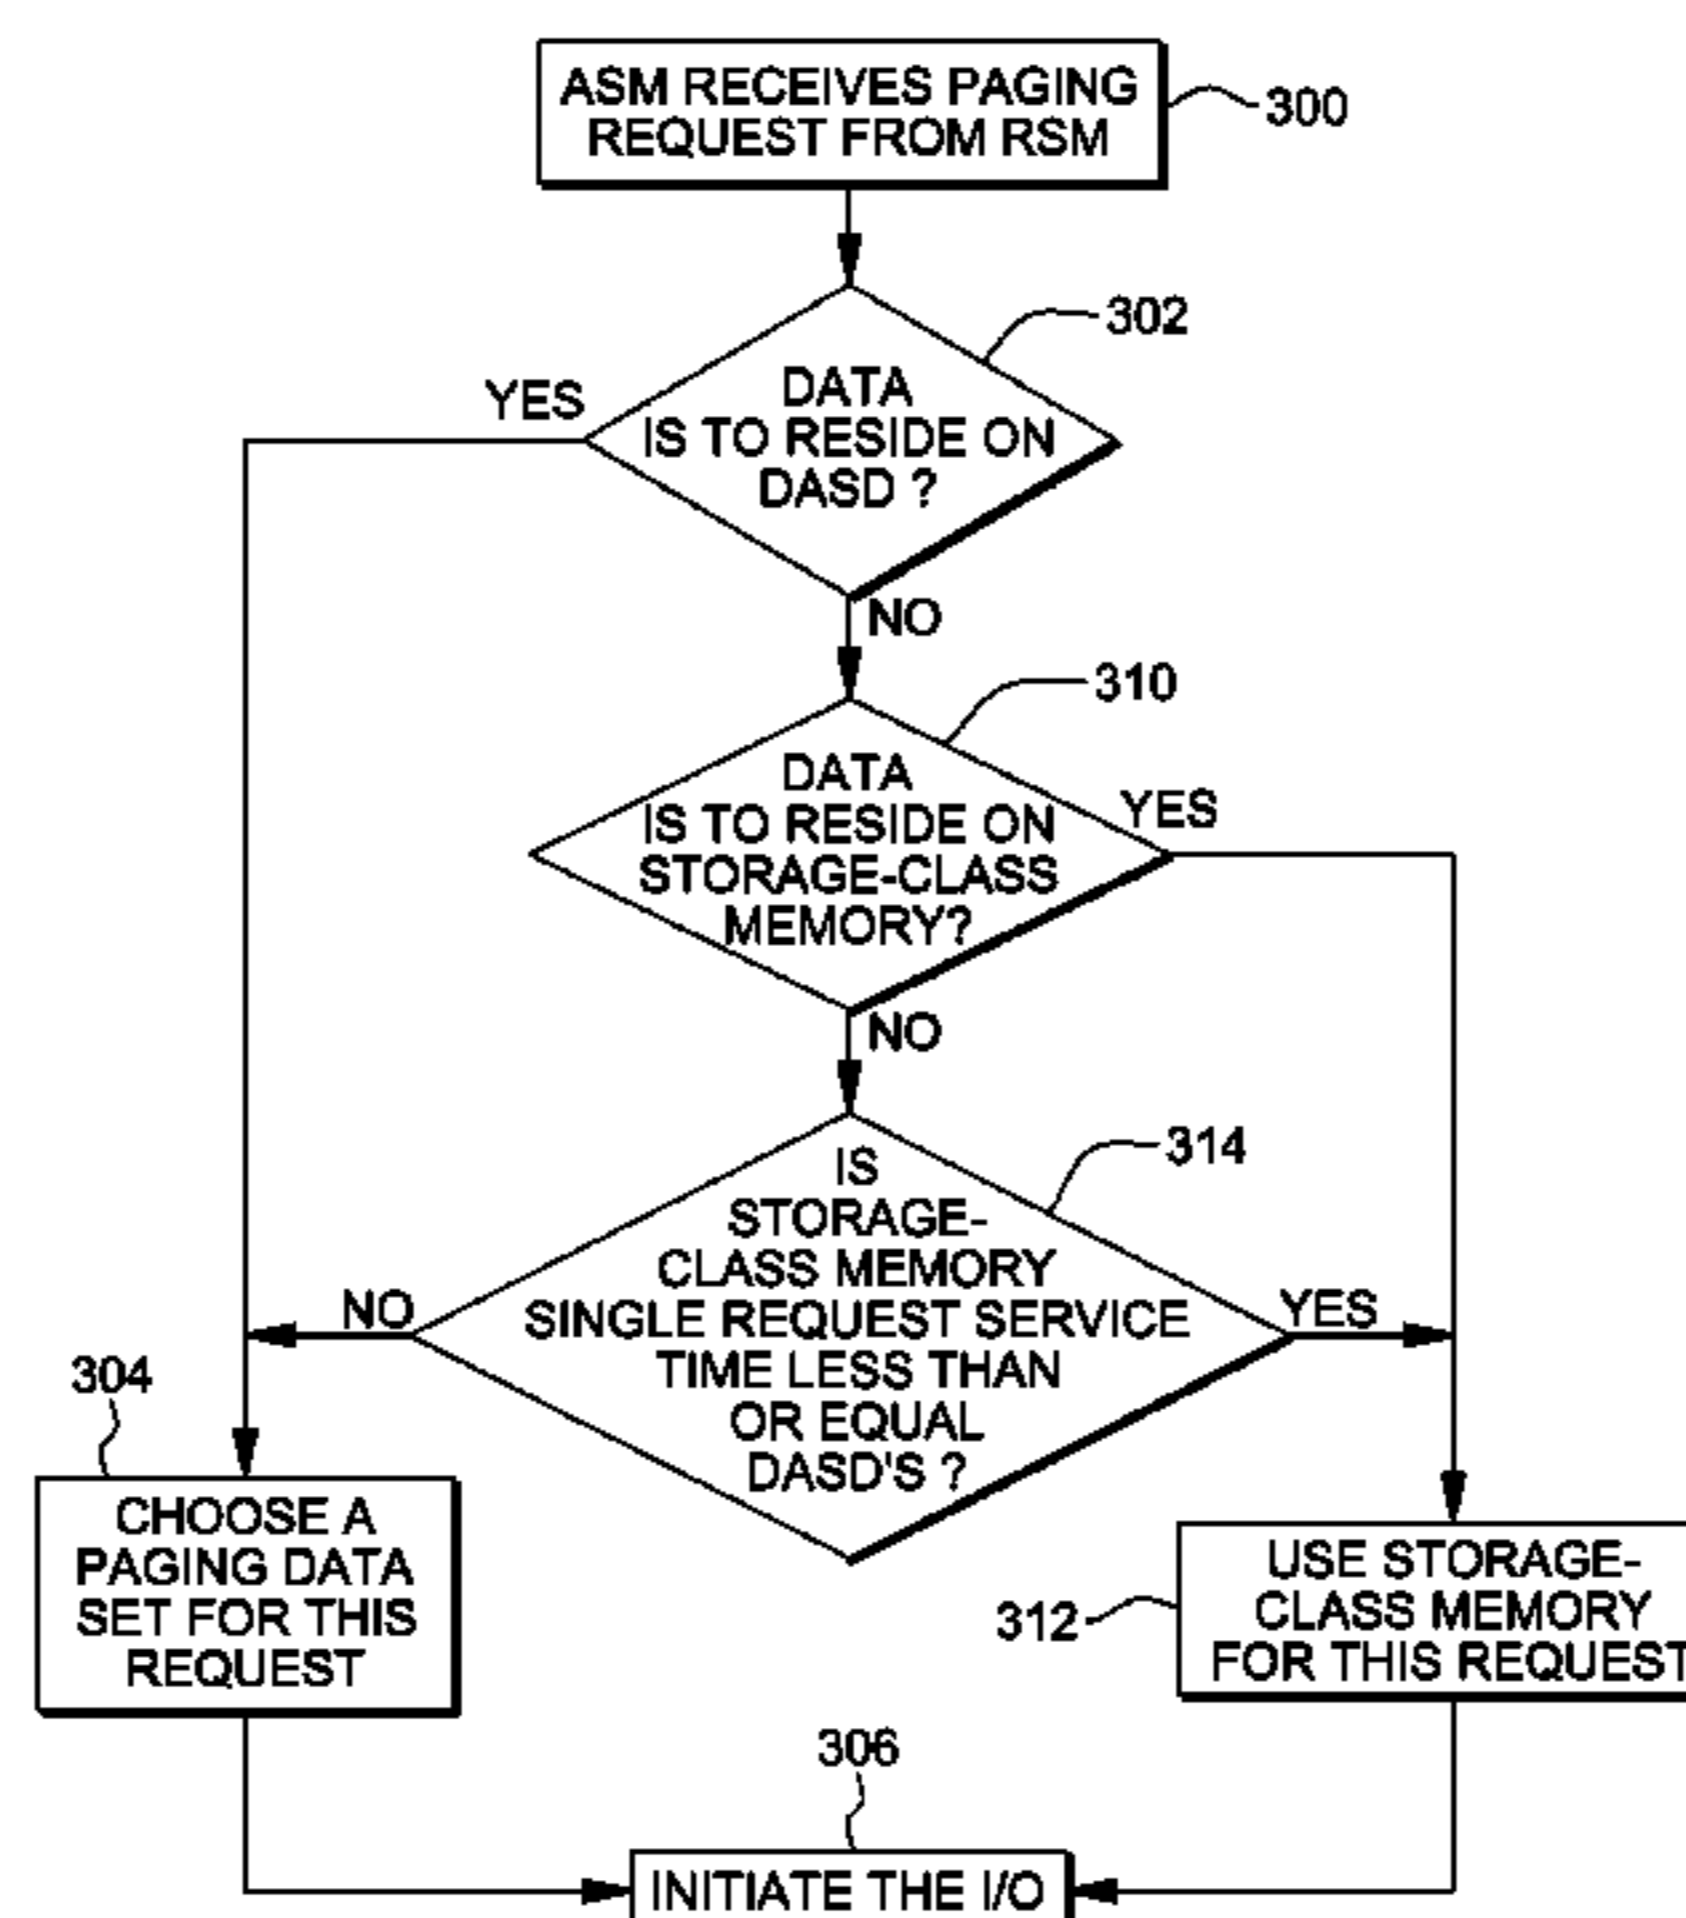 ASM RECEIVES PAGING
REQUEST FROM RSM
300
302
DATA
IS TO RESIDE ON
DASD ?
YES
NO
310
DATA
IS TO RESIDE ON
STORAGE-CLASS
MEMORY?
YES
NO
314
IS
STORAGE-
CLASS MEMORY
SINGLE REQUEST SERVICE
TIME LESS THAN
OR EQUAL
DASD'S ?
NO
YES
304
CHOOSE A
PAGING DATA
SET FOR THIS
REQUEST
312
USE STORAGE-
CLASS MEMORY
FOR THIS REQUEST
306
INITIATE THE I/O